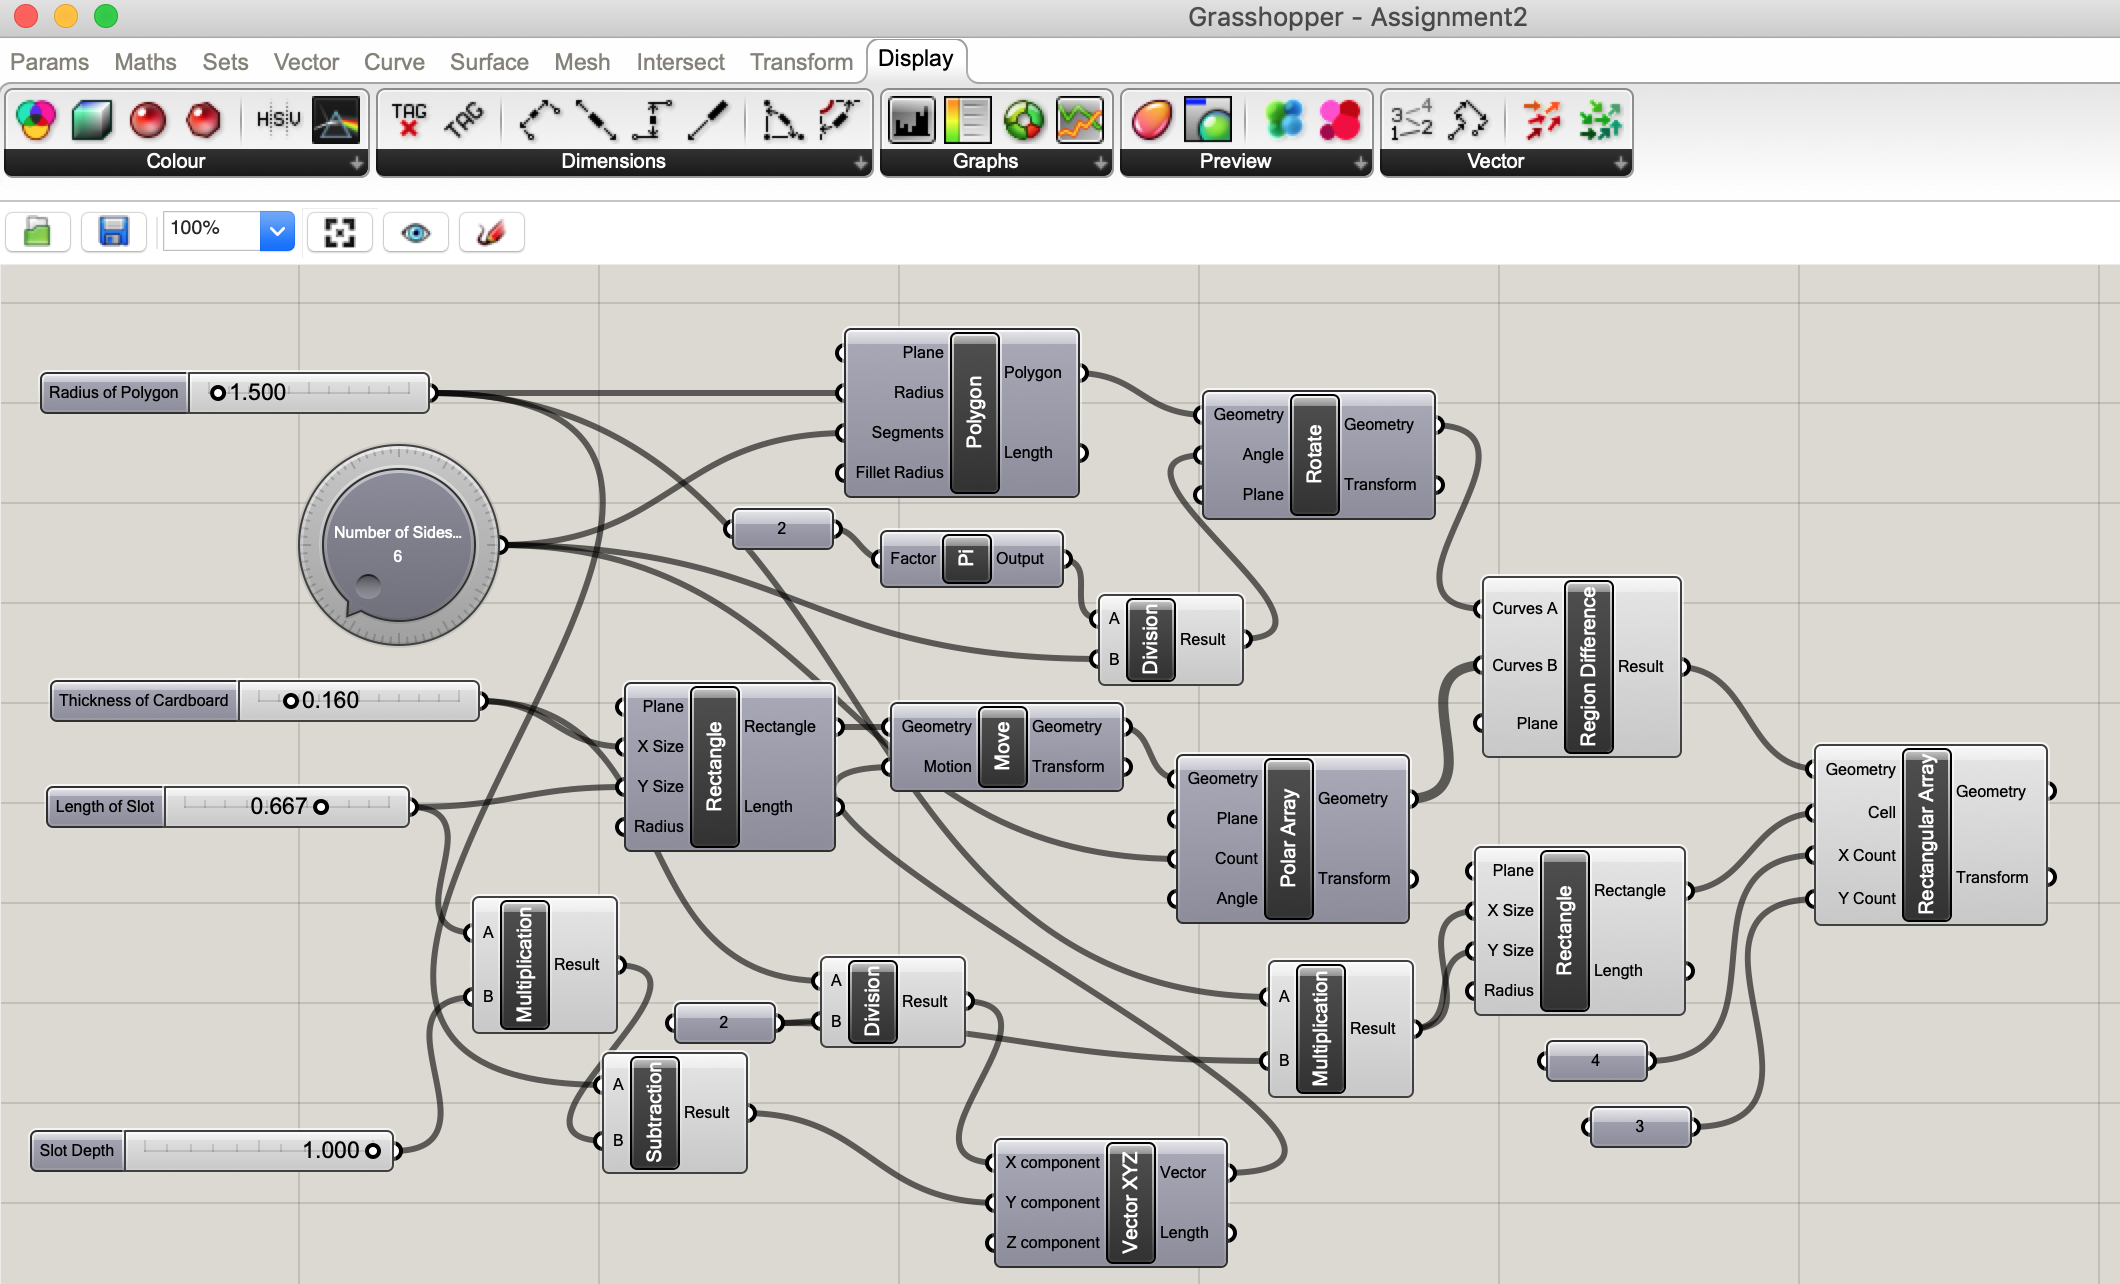 Grasshopper - Assignment2
Params Maths Sets Vector Curve Surface Mesh Intersect Transform Display
H S V
TAG
TAG
3 4
1 2
Colour
Dimensions
Graphs
Preview
Vector
100%
Radius of Polygon 1.500
Number of Sides...
6
Thickness of Cardboard 0.160
Length of Slot 0.667
Slot Depth 1.000
Plane
Radius
Segments
Fillet Radius
Polygon
Polygon
Length
Geometry
Angle
Plane
Rotate
Geometry
Transform
2
Factor
Pi
Output
A
B
Division
Result
Curves A
Curves B
Plane
Region Difference
Result
Plane
X Size
Y Size
Radius
Rectangle
Rectangle
Length
Geometry
Motion
Move
Geometry
Transform
Geometry
Plane
Count
Angle
Polar Array
Geometry
Transform
Geometry
Cell
X Count
Y Count
Rectangular Array
Geometry
Transform
Plane
X Size
Y Size
Radius
Rectangle
Rectangle
Length
A
B
Multiplication
Result
2
A
B
Division
Result
A
B
Multiplication
Result
4
3
A
B
Subtraction
Result
X component
Y component
Z component
Vector XYZ
Vector
Length